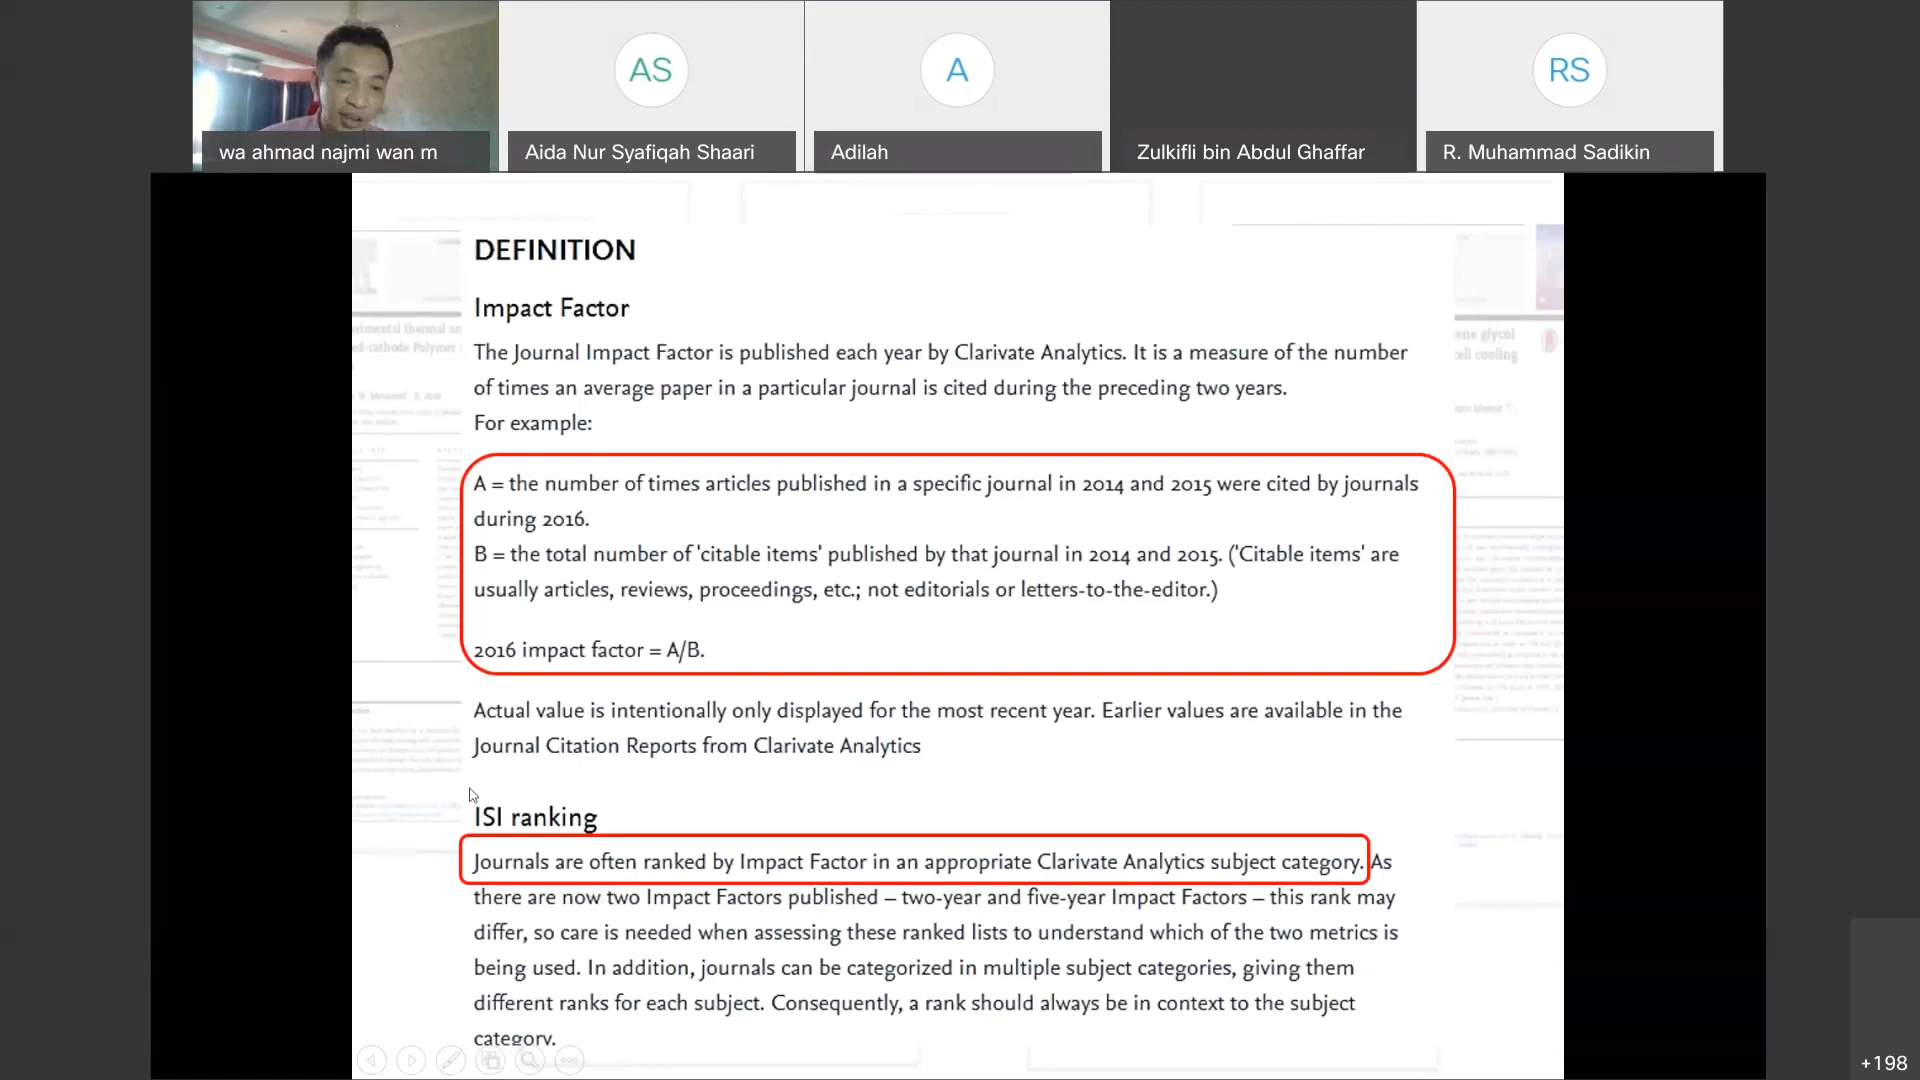 AS
A
RS
wa ahmad najmi wan m
Aida Nur Syafiqah Shaari
Adilah
Zulkifli bin Abdul Ghaffar
R. Muhammad Sadikin
DEFINITION
Impact Factor
The Journal Impact Factor is published each year by Clarivate Analytics. It is a measure of the number
of times an average paper in a particular journal is cited during the preceding two years.
For example:
A = the number of times articles published in a specific journal in 2014 and 2015 were cited by journals
during 2016.
B = the total number of 'citable items' published by that journal in 2014 and 2015. ('Citable items' are
usually articles, reviews, proceedings, etc.; not editorials or letters-to-the-editor.)
2016 impact factor = A/B.
Actual value is intentionally only displayed for the most recent year. Earlier values are available in the
Journal Citation Reports from Clarivate Analytics
ISI ranking
Journals are often ranked by Impact Factor in an appropriate Clarivate Analytics subject category. As
there are now two Impact Factors published – two-year and five-year Impact Factors – this rank may
differ, so care is needed when assessing these ranked lists to understand which of the two metrics is
being used. In addition, journals can be categorized in multiple subject categories, giving them
different ranks for each subject. Consequently, a rank should always be in context to the subject
category.
erimental thermal
ed-cathode Polymer
ene glycol
cell cooling
+198